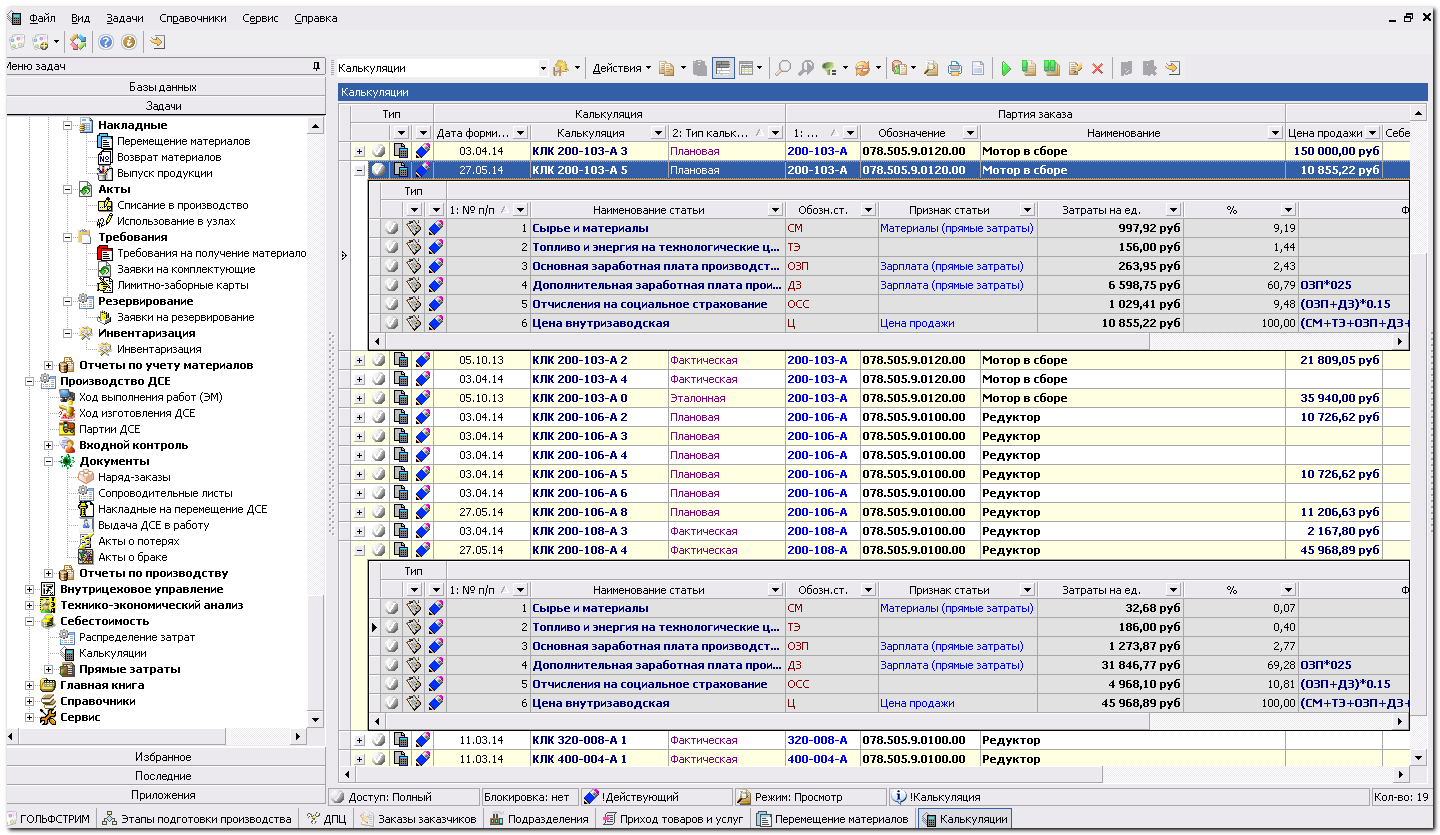 Файл Вид Задачи Справочники Сервис Справка
Меню задач
Базы данных
Задачи
Накладные
Перемещение материалов
Возврат материалов
Выпуск продукции
Акты
Списание в производство
Использование в узлах
Требования
Требования на получение материало
Заявки на комплектующие
Лимитно-заборные карты
Резервирование
Заявки на резервирование
Инвентаризация
Инвентаризация
Отчеты по учету материалов
Производство ДСЕ
Ход выполнения работ (ЭМ)
Ход изготовления ДСЕ
Партии ДСЕ
Входной контроль
Документы
Наряд-заказы
Сопроводительные листы
Накладные на перемещение ДСЕ
Выдача ДСЕ в работу
Акты о потерях
Акты о браке
Отчеты по производству
Внутрицеховое управление
Технико-экономический анализ
Себестоимость
Распределение затрат
Калькуляции
Прямые затраты
Главная книга
Справочники
Сервис
Избранное
Последние
Приложения
Калькуляции Действия
Калькуляции
Тип Калькуляция Партия заказа
Дата форми... Калькуляция 2: Тип кальк... 1: ... Обозначение Наименование Цена продажи Себе
03.04.14 КЛК 200-103-А 3 Плановая 200-103-А 078.505.9.0120.00 Мотор в сборе 150 000,00 руб
27.05.14 КЛК 200-103-А 5 Плановая 200-103-А 078.505.9.0120.00 Мотор в сборе 10 855,22 руб
Тип
1: № п/п Наименование статьи Обозн.ст. Признак статьи Затраты на ед. % Ф
1 Сырье и материалы СМ Материалы (прямые затраты) 997,92 руб 9,19
2 Топливо и энергия на технологические ц... ТЭ 156,00 руб 1,44
3 Основная заработная плата производст... ОЗП Зарплата (прямые затраты) 263,95 руб 2,43
4 Дополнительная заработная плата прои... ДЗ Зарплата (прямые затраты) 6 598,75 руб 60,79 ОЗП*025
5 Отчисления на социальное страхование ОСС 1 029,41 руб 9,48 (ОЗП+ДЗ)*0.15
6 Цена внутризаводская Ц Цена продажи 10 855,22 руб 100,00 (СМ+ТЭ+ОЗП+ДЗ+
05.10.13 КЛК 200-103-А 2 Фактическая 200-103-А 078.505.9.0120.00 Мотор в сборе 21 809,05 руб
03.04.14 КЛК 200-103-А 4 Фактическая 200-103-А 078.505.9.0120.00 Мотор в сборе
05.10.13 КЛК 200-103-А 0 Эталонная 200-103-А 078.505.9.0120.00 Мотор в сборе 35 940,00 руб
03.04.14 КЛК 200-106-А 2 Плановая 200-106-А 078.505.9.0100.00 Редуктор 10 726,62 руб
03.04.14 КЛК 200-106-А 3 Плановая 200-106-А 078.505.9.0100.00 Редуктор
03.04.14 КЛК 200-106-А 4 Плановая 200-106-А 078.505.9.0100.00 Редуктор
03.04.14 КЛК 200-106-А 5 Плановая 200-106-А 078.505.9.0100.00 Редуктор 10 726,62 руб
03.04.14 КЛК 200-106-А 6 Плановая 200-106-А 078.505.9.0100.00 Редуктор
27.05.14 КЛК 200-106-А 8 Плановая 200-106-А 078.505.9.0100.00 Редуктор 11 206,63 руб
03.04.14 КЛК 200-108-А 3 Фактическая 200-108-А 078.505.9.0100.00 Редуктор 2 167,80 руб
27.05.14 КЛК 200-108-А 4 Фактическая 200-108-А 078.505.9.0100.00 Редуктор 45 968,89 руб
Тип
1: № п/п Наименование статьи Обозн.ст. Признак статьи Затраты на ед. % Ф
1 Сырье и материалы СМ Материалы (прямые затраты) 32,68 руб 0,07
2 Топливо и энергия на технологические ц... ТЭ 186,00 руб 0,40
3 Основная заработная плата производст... ОЗП Зарплата (прямые затраты) 1 273,87 руб 2,77
4 Дополнительная заработная плата прои... ДЗ Зарплата (прямые затраты) 31 846,77 руб 69,28 ОЗП*025
5 Отчисления на социальное страхование ОСС 4 968,10 руб 10,81 (ОЗП+ДЗ)*0.15
6 Цена внутризаводская Ц Цена продажи 45 968,89 руб 100,00 (СМ+ТЭ+ОЗП+ДЗ+
11.03.14 КЛК 320-008-А 1 Фактическая 320-008-А 078.505.9.0100.00 Редуктор
11.03.14 КЛК 400-004-А 1 Фактическая 400-004-А 078.505.9.0100.00 Редуктор
Доступ: Полный Блокировка: нет !Действующий Режим: Просмотр !Калькуляция Кол-во: 19
ГОЛЬФСТРИМ Этапы подготовки производства ДПЦ Заказы заказчиков Подразделения Приход товаров и услуг Перемещение материалов Калькуляции